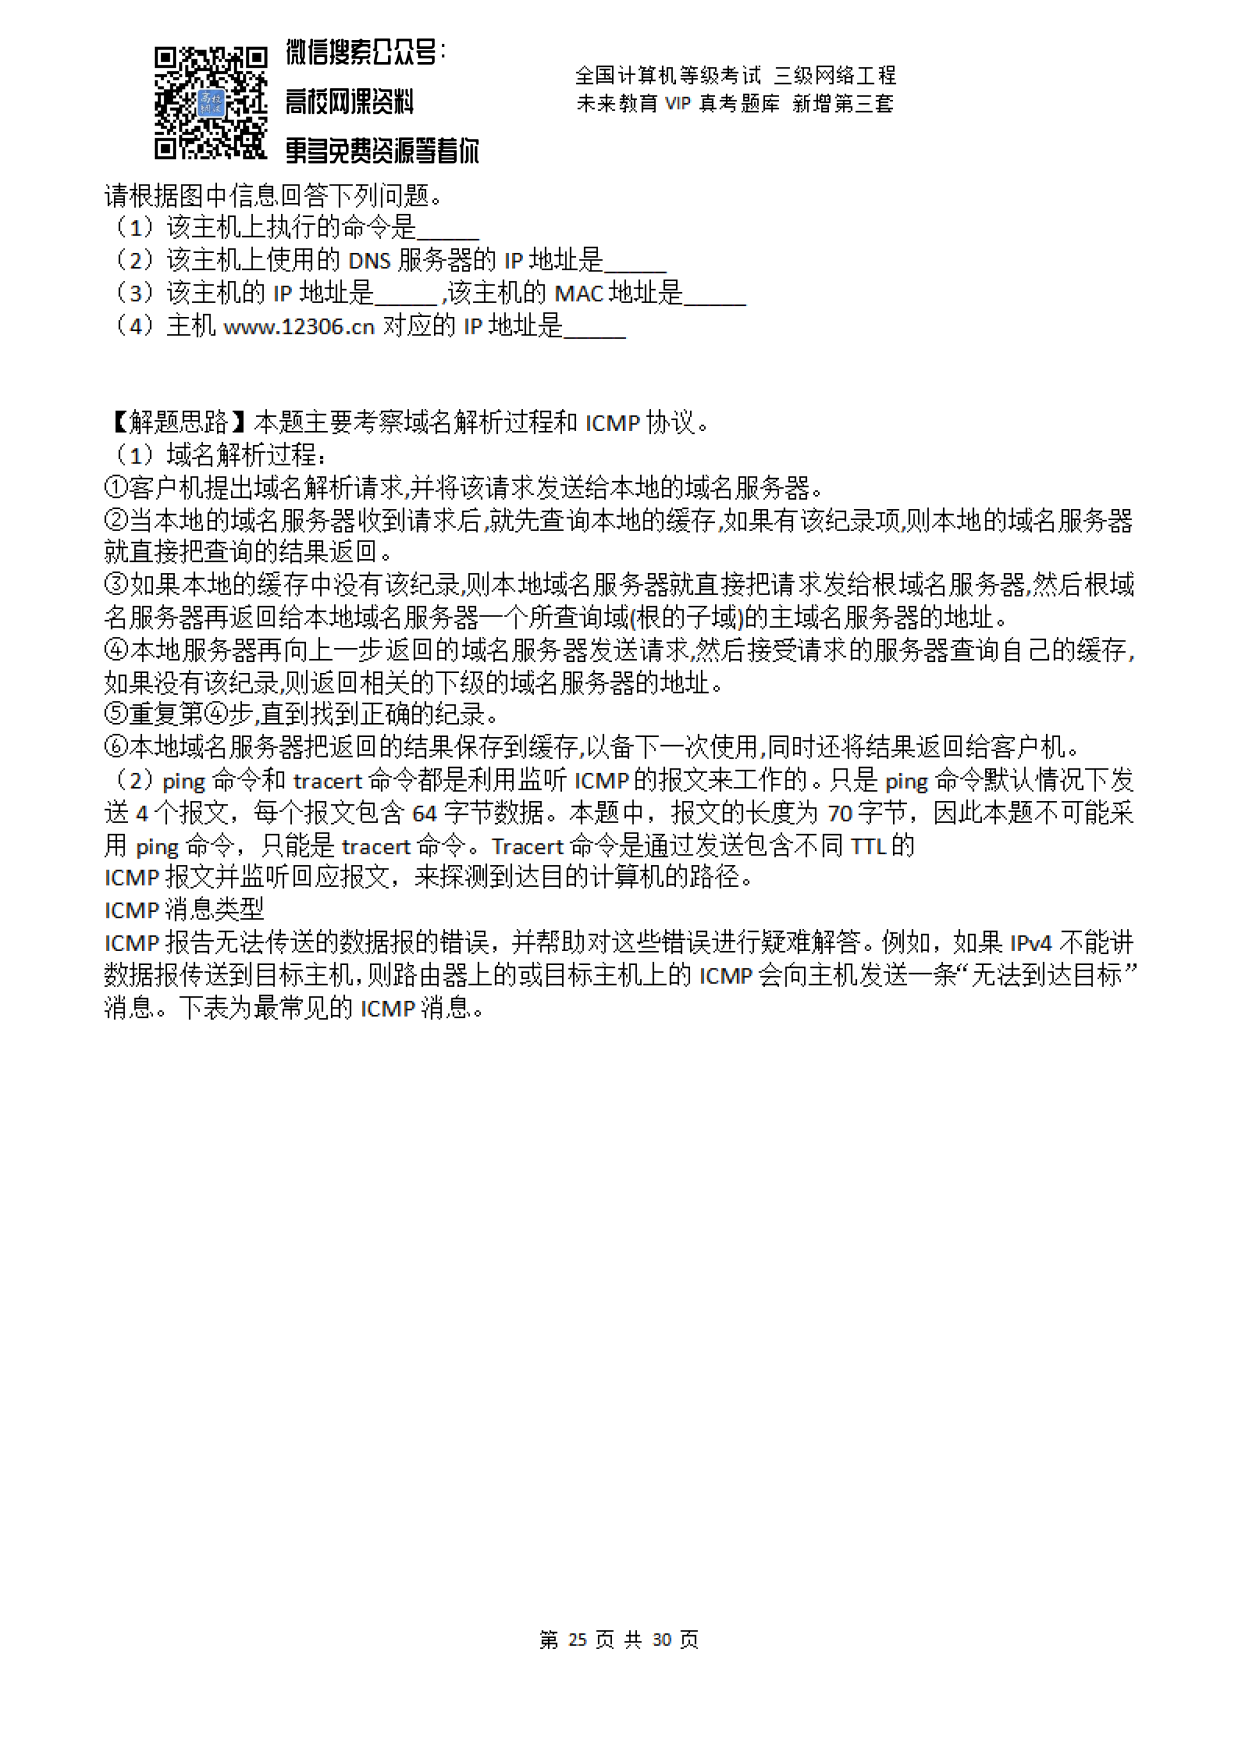 微信搜索公众号：
高校网课资料
更多免费资源等着你
全国计算机等级考试 三级网络工程
未来教育 VIP 真考题库 新增第三套
请根据图中信息回答下列问题。
（1）该主机上执行的命令是_____
（2）该主机上使用的 DNS 服务器的 IP 地址是_____
（3）该主机的 IP 地址是_____,该主机的 MAC 地址是_____
（4）主机 www.12306.cn 对应的 IP 地址是_____
【解题思路】本题主要考察域名解析过程和 ICMP 协议。
（1）域名解析过程：
①客户机提出域名解析请求,并将该请求发送给本地的域名服务器。
②当本地的域名服务器收到请求后,就先查询本地的缓存,如果有该纪录项,则本地的域名服务器
就直接把查询的结果返回。
③如果本地的缓存中没有该纪录,则本地域名服务器就直接把请求发给根域名服务器,然后根域
名服务器再返回给本地域名服务器一个所查询域(根的子域)的主域名服务器的地址。
④本地服务器再向上一步返回的域名服务器发送请求,然后接受请求的服务器查询自己的缓存,
如果没有该纪录,则返回相关的下级的域名服务器的地址。
⑤重复第④步,直到找到正确的纪录。
⑥本地域名服务器把返回的结果保存到缓存,以备下一次使用,同时还将结果返回给客户机。
（2）ping 命令和 tracert 命令都是利用监听 ICMP 的报文来工作的。只是 ping 命令默认情况下发
送 4 个报文，每个报文包含 64 字节数据。本题中，报文的长度为 70 字节，因此本题不可能采
用 ping 命令，只能是 tracert 命令。Tracert 命令是通过发送包含不同 TTL 的
ICMP 报文并监听回应报文，来探测到达目的计算机的路径。
ICMP 消息类型
ICMP 报告无法传送的数据报的错误，并帮助对这些错误进行疑难解答。例如，如果 IPv4 不能讲
数据报传送到目标主机，则路由器上的或目标主机上的 ICMP 会向主机发送一条“无法到达目标”
消息。下表为最常见的 ICMP 消息。
第 25 页 共 30 页